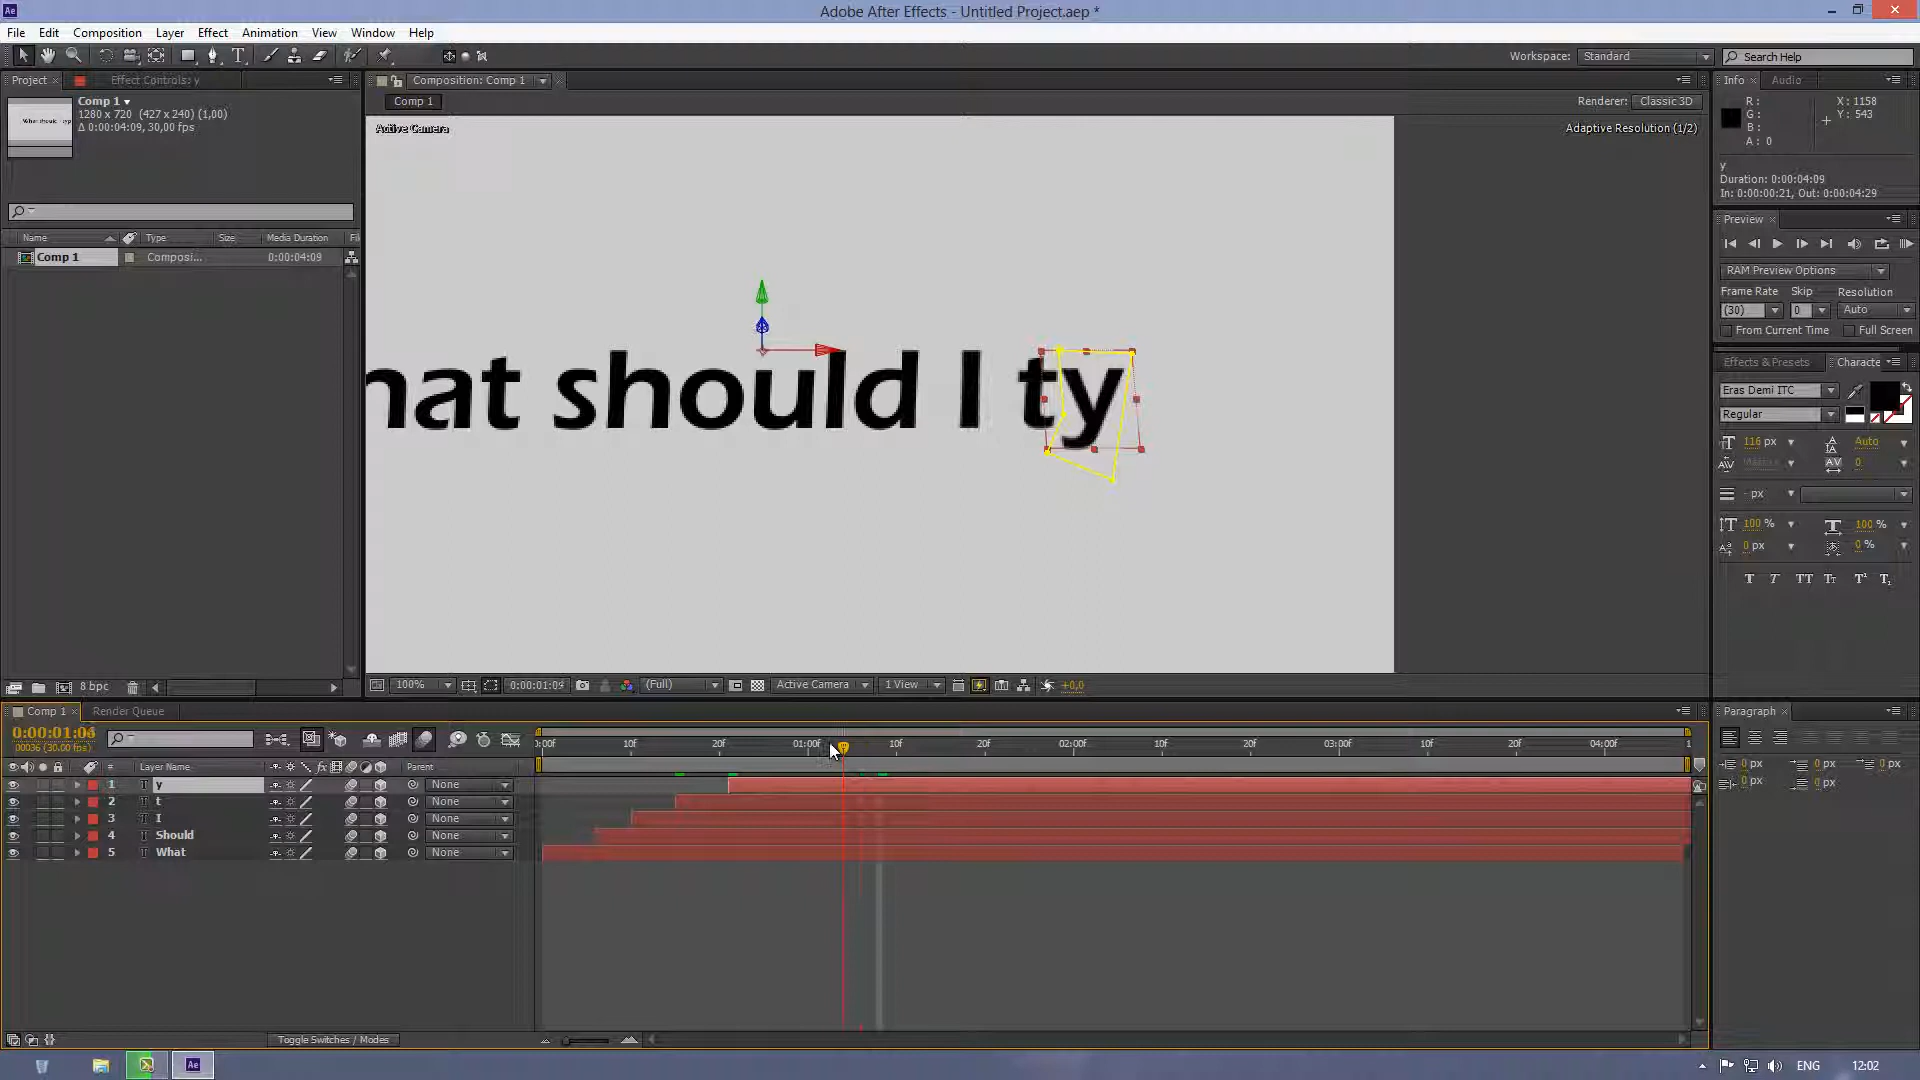 Adobe After Effects - Untitled Project.aep *
File Edit Composition Layer Effect Animation View Window Help
Workspace: Standard Search Help
Project Effect Controls: y
Composition: Comp 1
Info Audio
Comp 1
1280 x 720 (427 x 240) (1,00)
Δ 0:00:04:09, 30,00 fps
Comp 1
Renderer: Classic 3D
R: X: 1158
G: Y: 543
B:
A: 0
Active Camera
Adaptive Resolution (1/2)
y
Duration: 0:00:04:09
In: 0:00:00:21, Out: 0:00:04:29
Preview
Name Type Size Media Duration Fi
Comp 1 Composi... 0:00:04:09
RAM Preview Options
Frame Rate Skip Resolution
(30) 0 Auto
From Current Time Full Screen
hat should I ty
Effects & Presets Characte
Eras Demi ITC
Regular
116 px Auto
Metrics 0
- px
100 % 100 %
0 px 0 %
T T TT Tт T¹ T₁
8 bpc
100% 0:00:01:09 (Full) Active Camera 1 View +0,0
Comp 1 Render Queue
Paragraph
0:00:01:06
00036 (30.00 fps)
0:00f 10f 20f 01:00f 10f 20f 02:00f 10f 20f 03:00f 10f 20f 04:00f 1
# Layer Name Parent
1 y None
2 t None
3 I None
4 Should None
5 What None
0 px 0 px 0 px
0 px 0 px
Toggle Switches / Modes
ENG 12:02